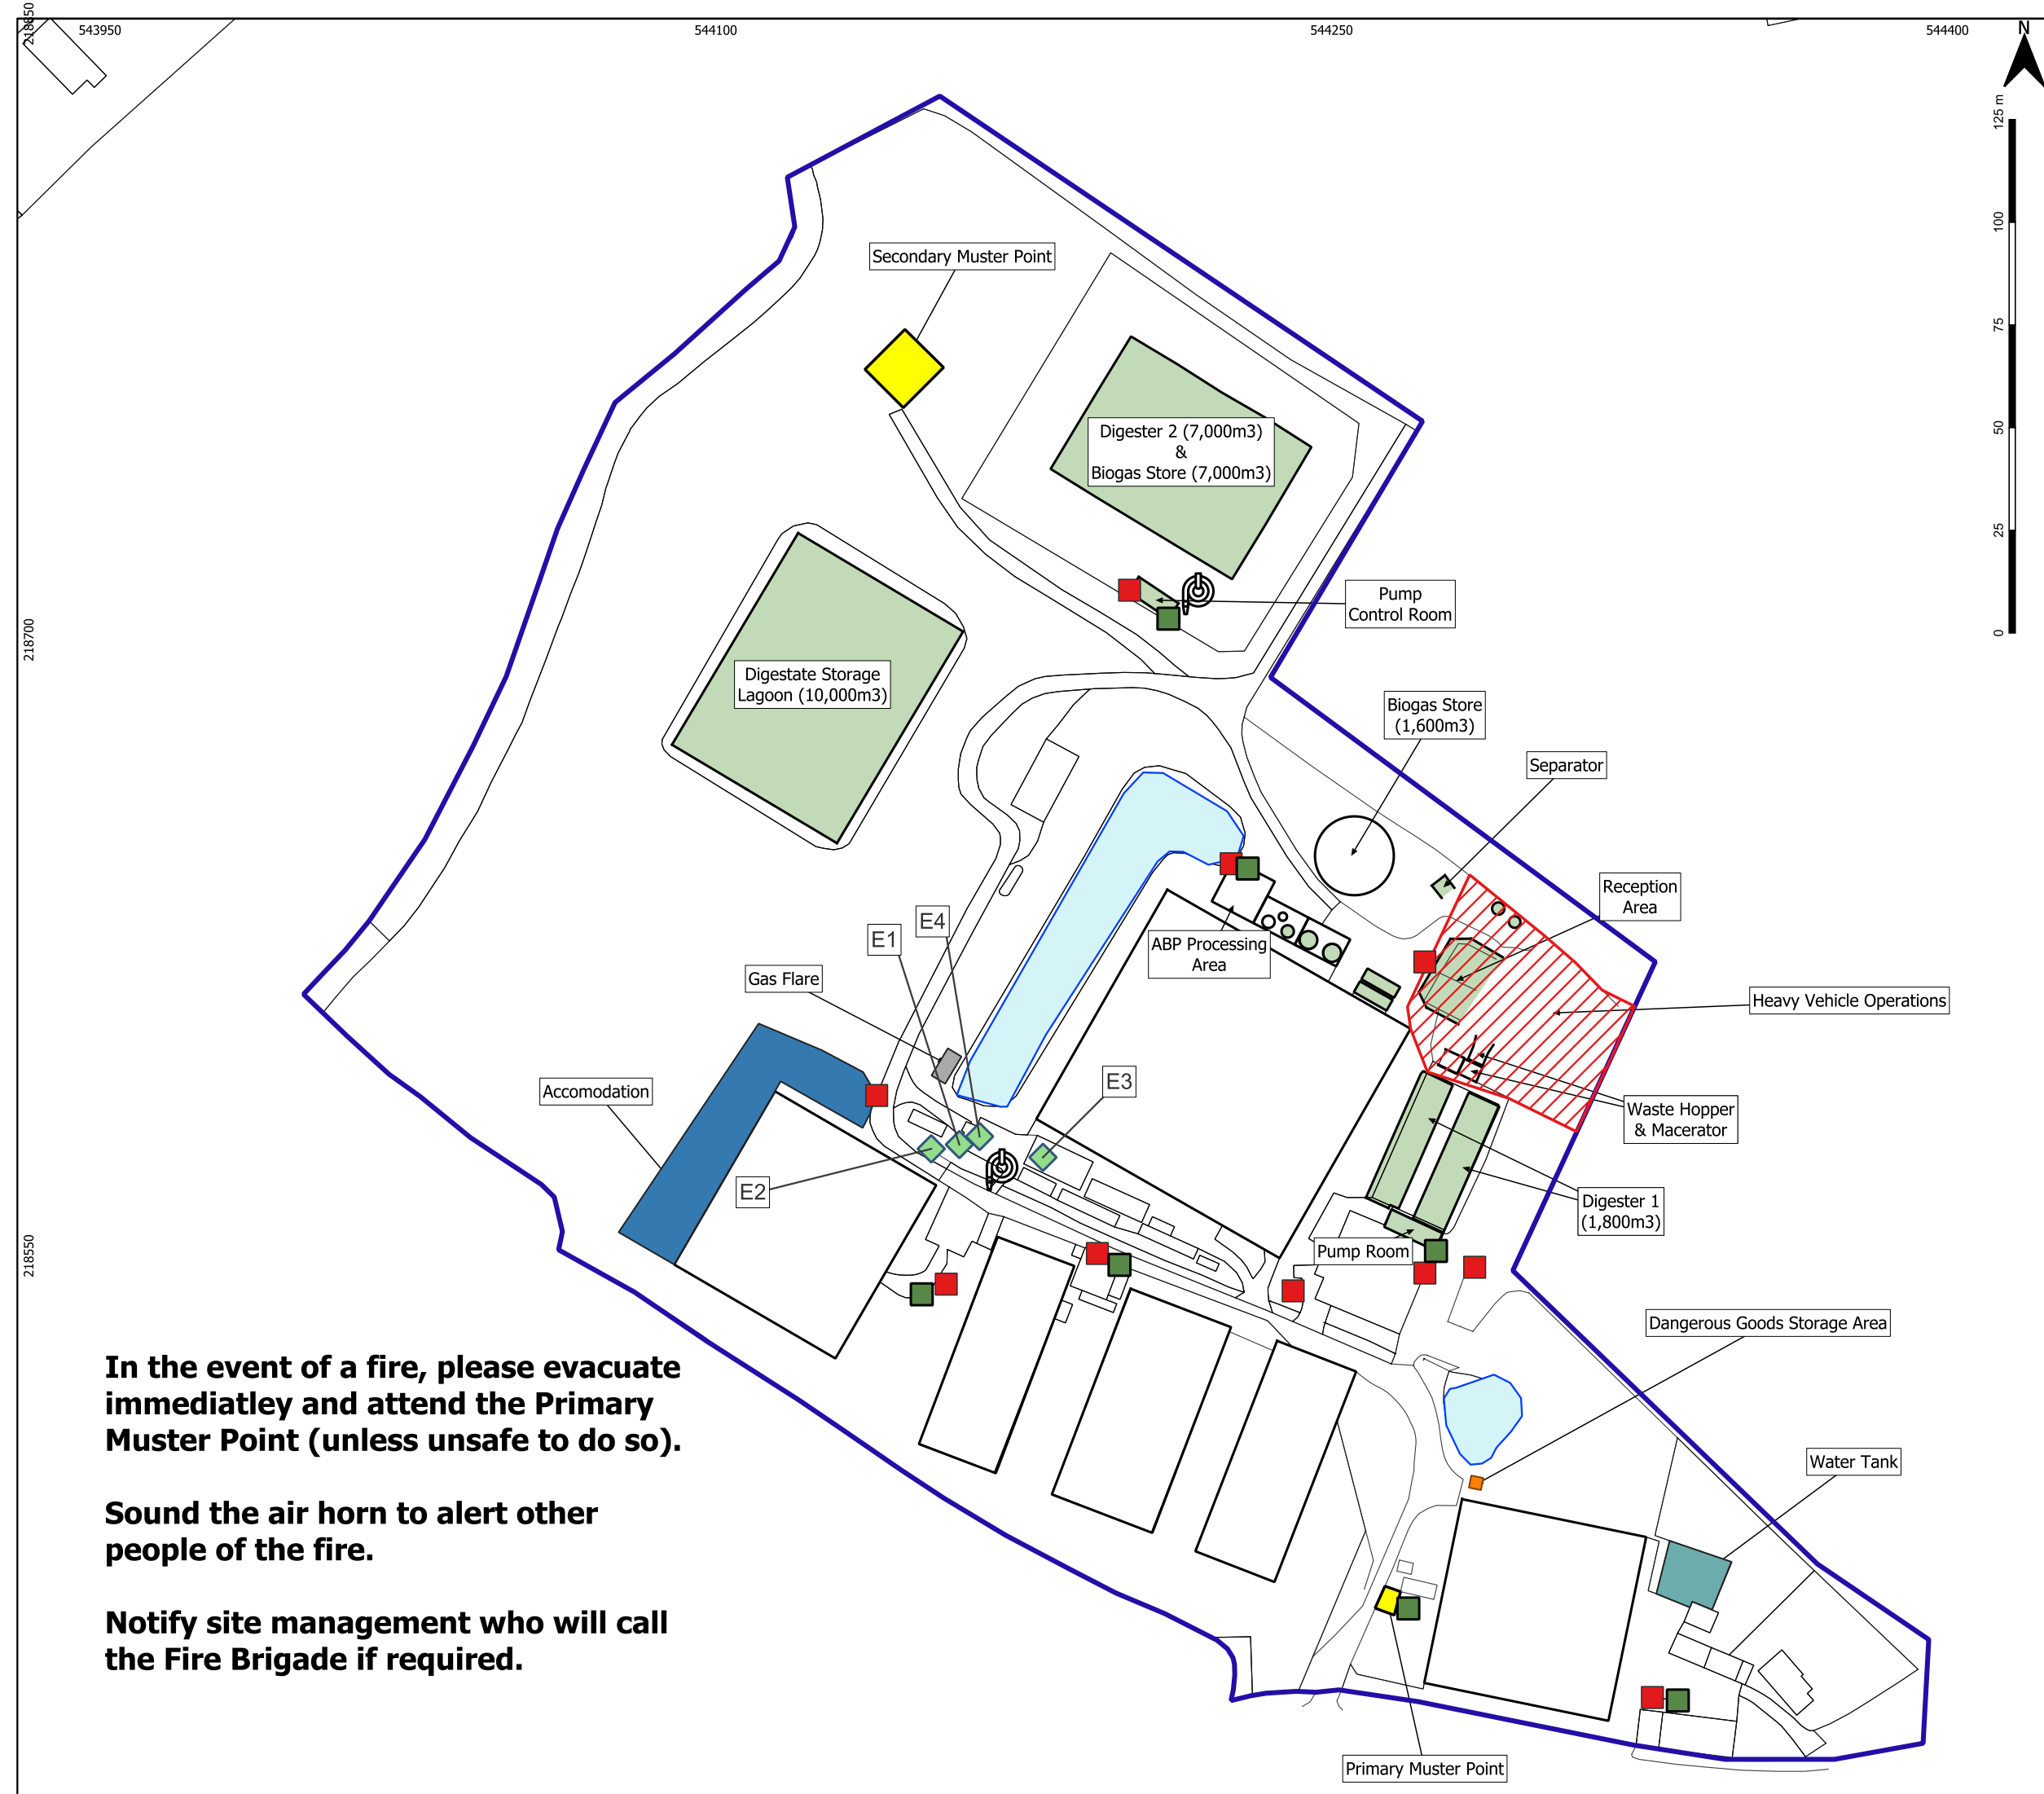 543950
544100
544250
544400
N
218850
125 m
100
75
50
25
0
218700
218550
Secondary Muster Point
Digester 2 (7,000m3)
&
Biogas Store (7,000m3)
Pump
Control Room
Digestate Storage
Lagoon (10,000m3)
Biogas Store
(1,600m3)
Separator
Reception
Area
E4
E1
ABP Processing
Area
Gas Flare
Heavy Vehicle Operations
Accomodation
E3
Waste Hopper
& Macerator
E2
Digester 1
(1,800m3)
Pump Room
Dangerous Goods Storage Area
Water Tank
Primary Muster Point
In the event of a fire, please evacuate
immediatley and attend the Primary
Muster Point (unless unsafe to do so).
Sound the air horn to alert other
people of the fire.
Notify site management who will call
the Fire Brigade if required.